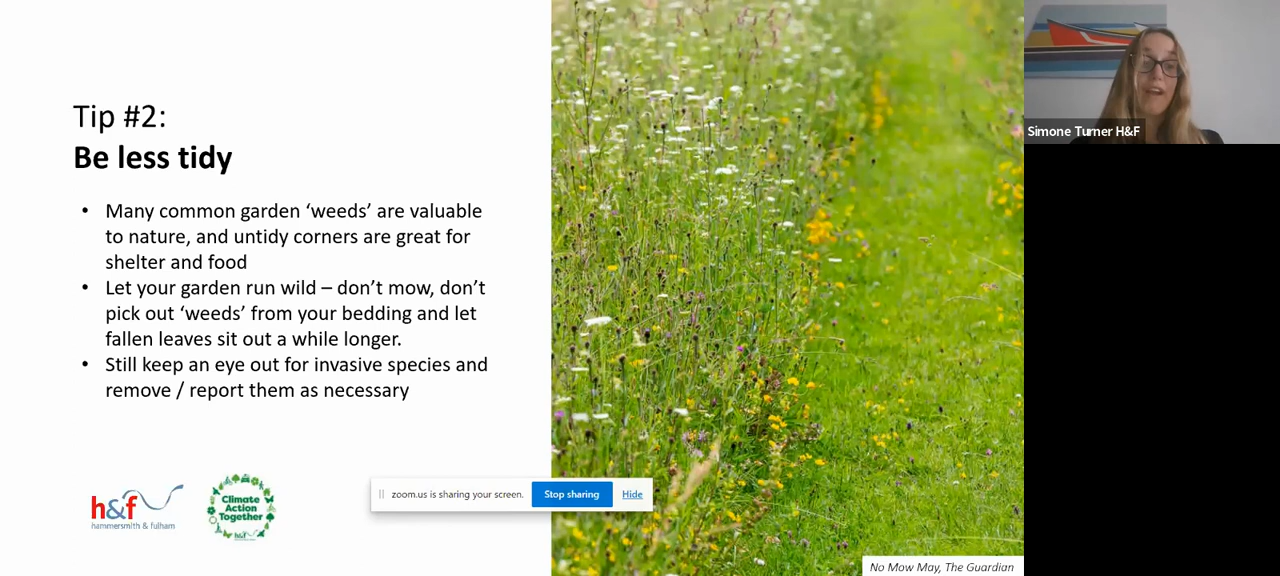 Tip #2:
Be less tidy
• Many common garden ‘weeds’ are valuable
to nature, and untidy corners are great for
shelter and food
• Let your garden run wild – don’t mow, don’t
pick out ‘weeds’ from your bedding and let
fallen leaves sit out a while longer.
• Still keep an eye out for invasive species and
remove / report them as necessary
h&f
hammersmith & fulham
Climate
Action
Together
h&f
zoom.us is sharing your screen.
Stop sharing
Hide
No Mow May, The Guardian
Simone Turner H&F